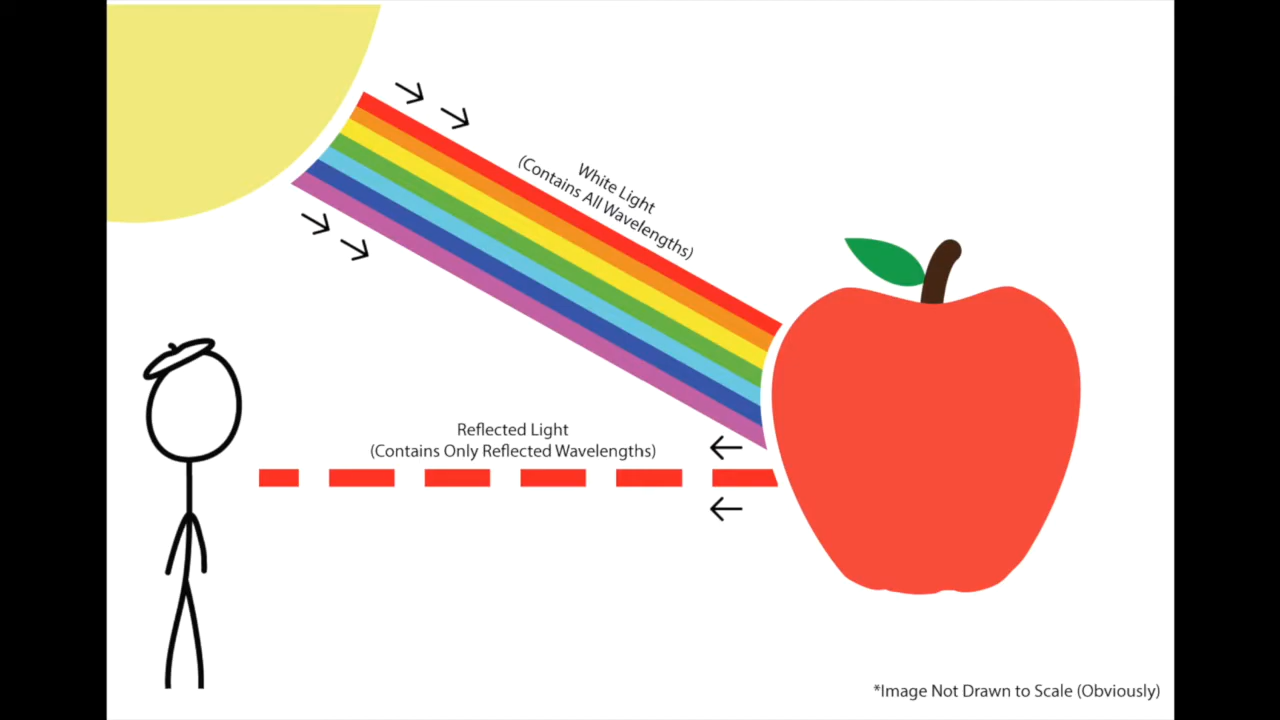 White Light
(Contains All Wavelengths)
Reflected Light
(Contains Only Reflected Wavelengths)
*Image Not Drawn to Scale (Obviously)